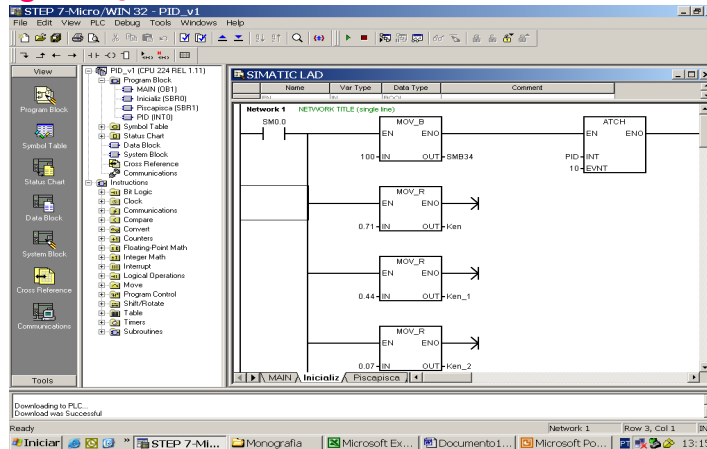 STEP 7-Micro/WIN 32 - PID_v1
File Edit View PLC Debug Tools Windows Help
View
Program Block
Symbol Table
Status Chart
Data Block
System Block
Cross Reference
Communications
Tools
PID_v1 (CPU 224 REL 1.11)
Program Block
MAIN (OB1)
Inicializ (SBR0)
Piscapisca (SBR1)
PID (INT0)
Symbol Table
Status Chart
Data Block
System Block
Cross Reference
Communications
Instructions
Bit Logic
Clock
Communications
Compare
Convert
Counters
Floating-Point Math
Integer Math
Interrupt
Logical Operations
Move
Program Control
Shift/Rotate
Table
Timers
Subroutines
SIMATIC LAD
Name Var Type Data Type Comment
Network 1 NETWORK TITLE (single line)
SM0.0 MOV_B ATCH
EN ENO EN ENO
100 IN OUT SMB34 PID INT
10 EVNT
MOV_R
EN ENO
0.71 IN OUT Ken
MOV_R
EN ENO
0.44 IN OUT Ken_1
MOV_R
EN ENO
0.07 IN OUT Ken_2
MAIN Inicializ Piscapisca
Downloading to PLC...
Download was Successful
Ready Network 1 Row 3, Col 1 IN
Iniciar » STEP 7-Mi... Monografia Microsoft Ex... Documento1... Microsoft Po... 13:15